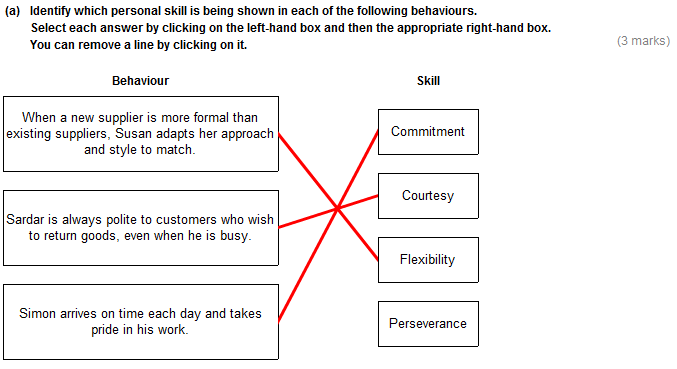 (a) Identify which personal skill is being shown in each of the following behaviours.
Select each answer by clicking on the left-hand box and then the appropriate right-hand box.
You can remove a line by clicking on it.
(3 marks)
Behaviour
Skill
When a new supplier is more formal than
existing suppliers, Susan adapts her approach
and style to match.
Sardar is always polite to customers who wish
to return goods, even when he is busy.
Simon arrives on time each day and takes
pride in his work.
Commitment
Courtesy
Flexibility
Perseverance